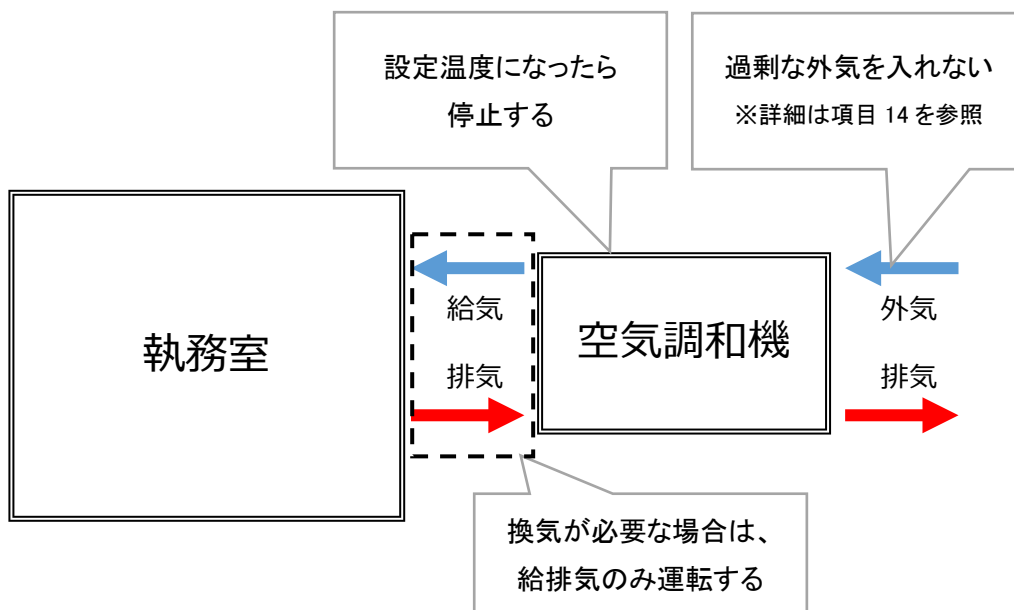 設定温度になったら
停止する
過剰な外気を入れない
※詳細は項目 14 を参照
執務室
給気
排気
空気調和機
外気
排気
換気が必要な場合は、
給排気のみ運転する